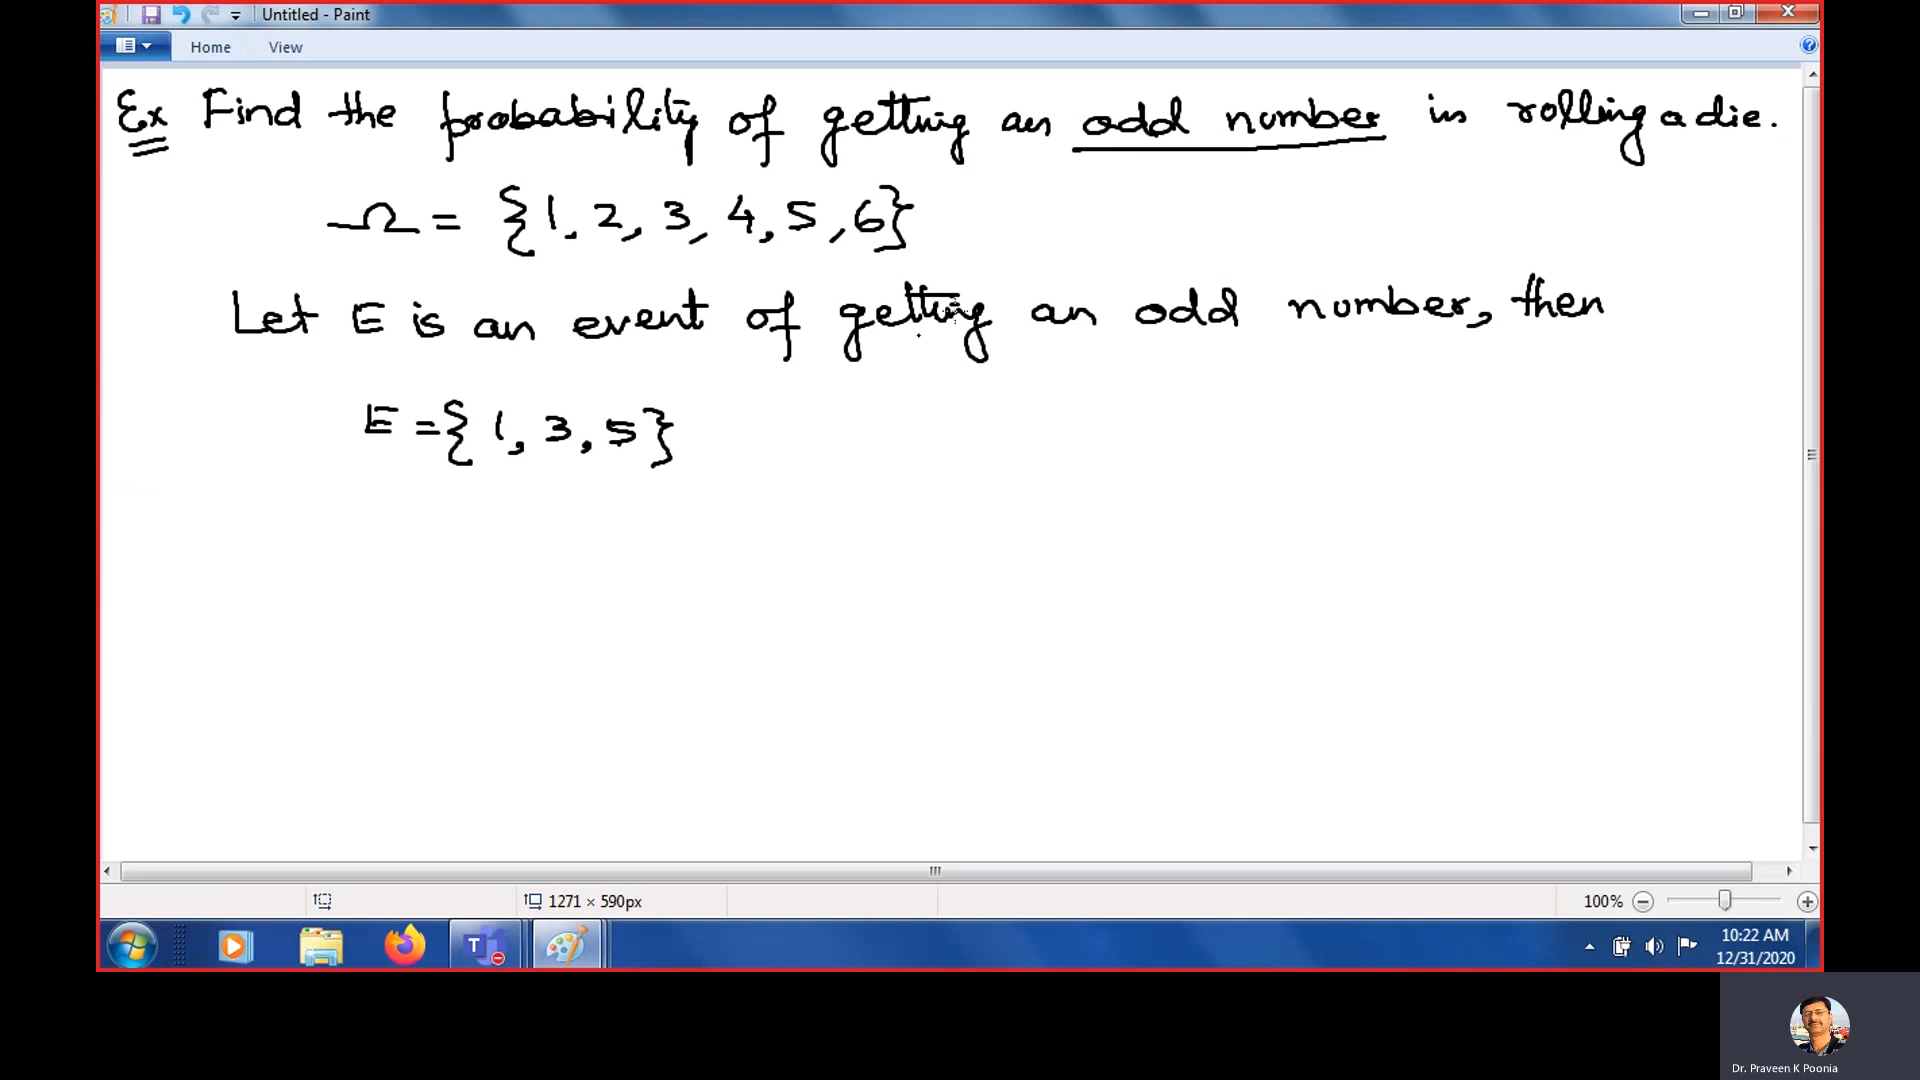 Untitled - Paint
Home View
Ex Find the probability of getting an odd number in rolling a die.
Ω = {1, 2, 3, 4, 5, 6}
Let E is an event of getting an odd number, then
E = {1, 3, 5}
1271 × 590px
100%
T
10:22 AM
12/31/2020
Dr. Praveen K Poonia